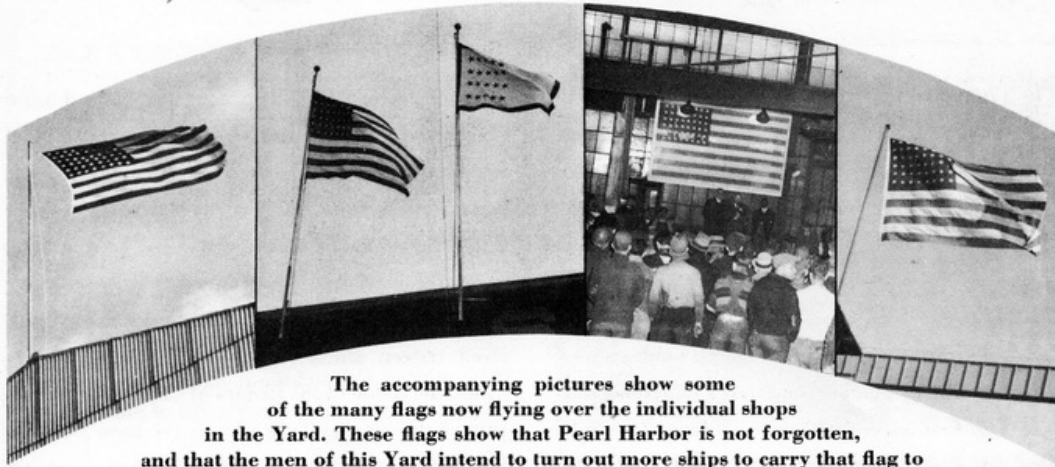 The accompanying pictures show some
of the many flags now flying over the individual shops
in the Yard. These flags show that Pearl Harbor is not forgotten,
and that the men of this Yard intend to turn out more ships to carry that flag to